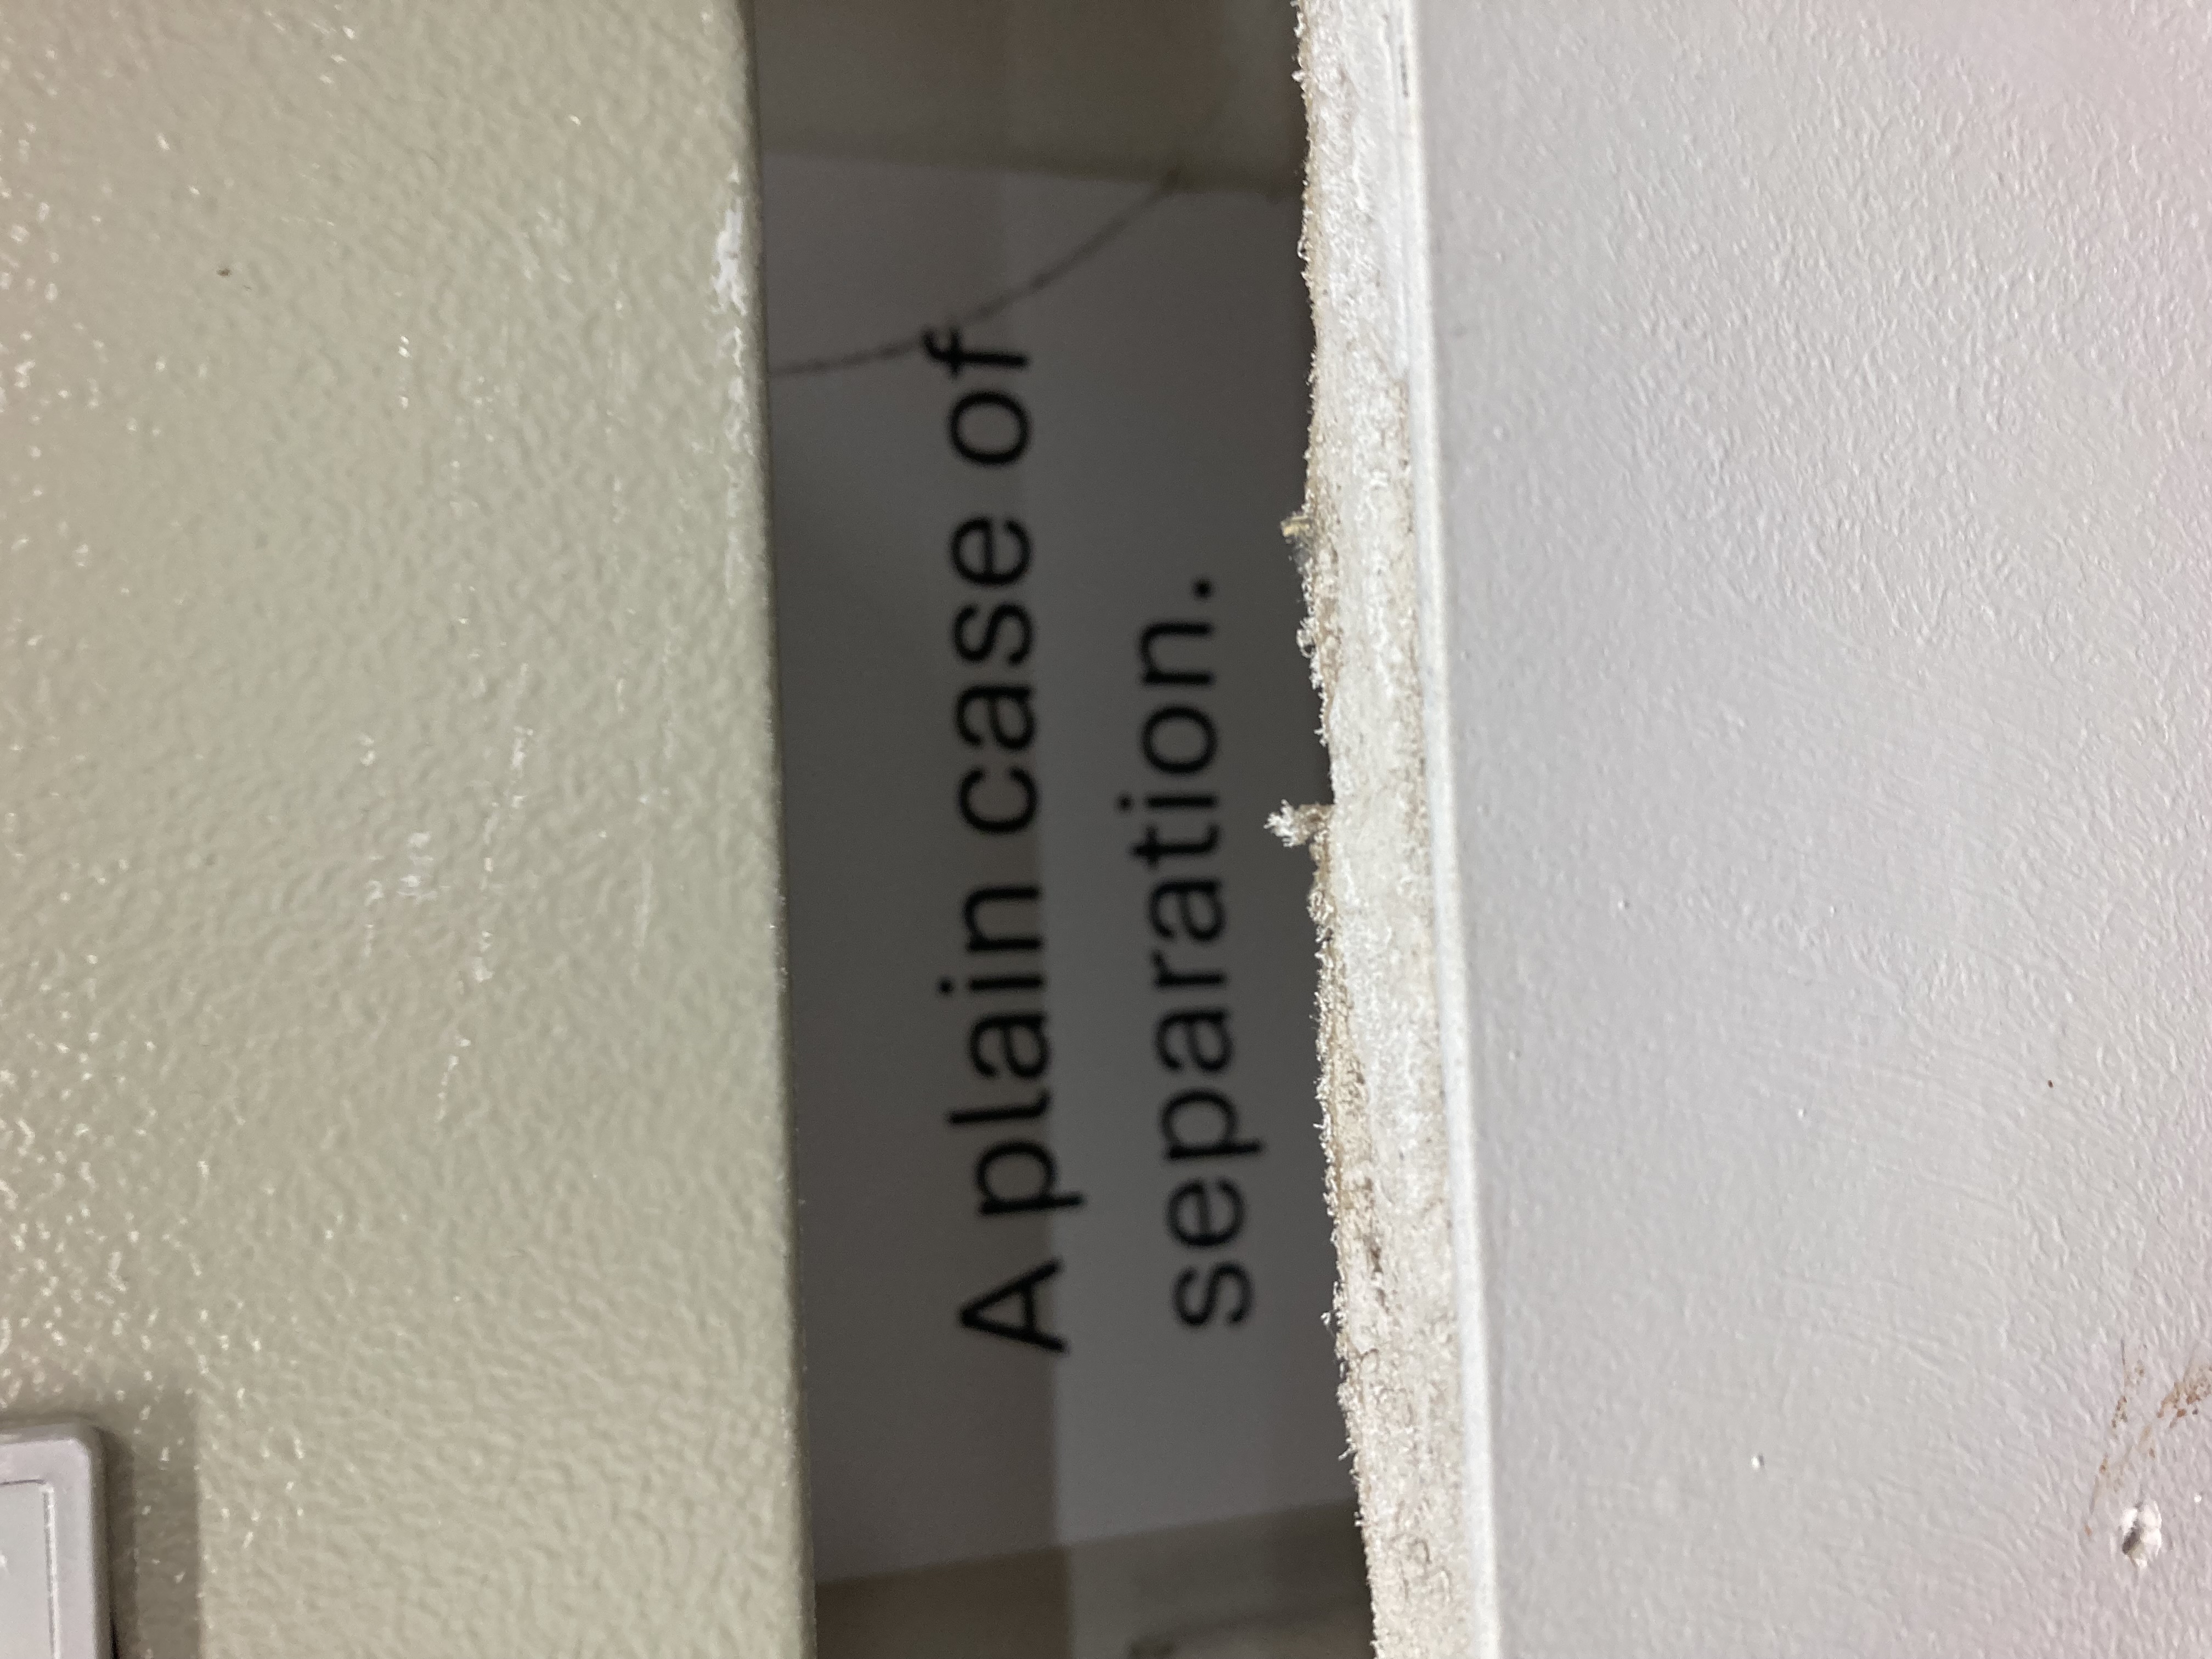 A plain case of
separation.